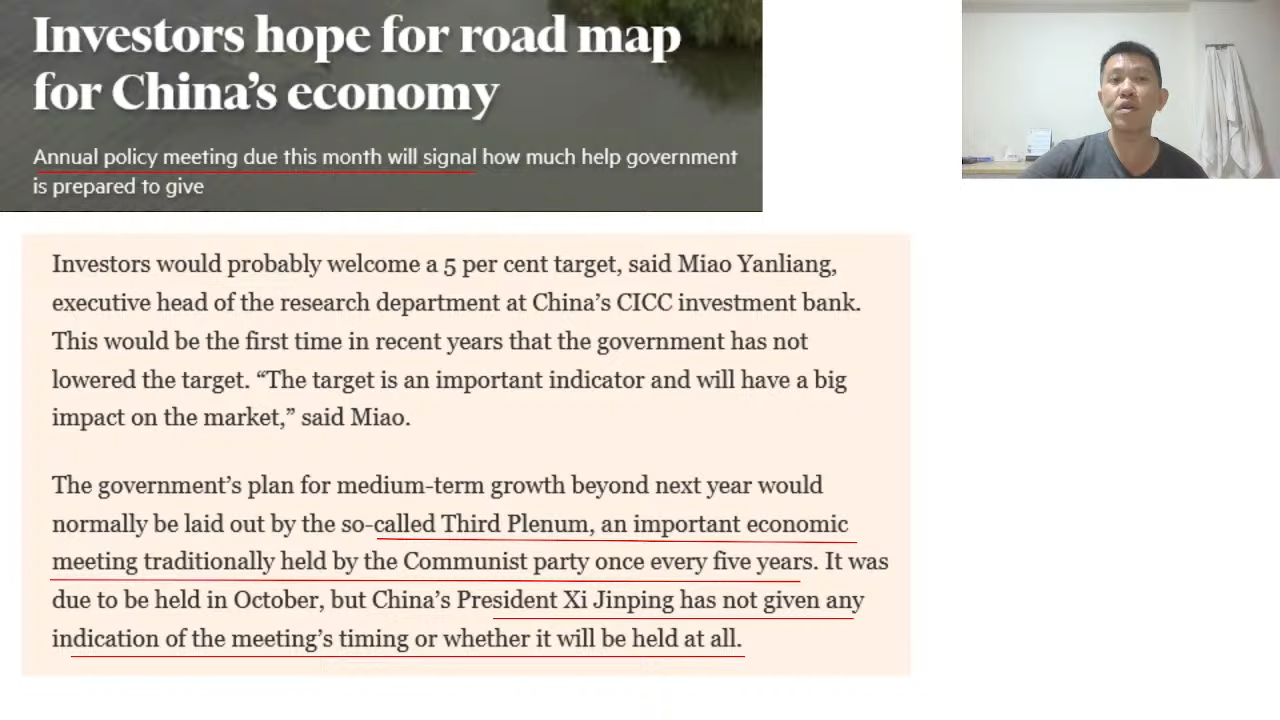 Investors hope for road map
for China’s economy
Annual policy meeting due this month will signal how much help government
is prepared to give
Investors would probably welcome a 5 per cent target, said Miao Yanliang,
executive head of the research department at China’s CICC investment bank.
This would be the first time in recent years that the government has not
lowered the target. “The target is an important indicator and will have a big
impact on the market,” said Miao.
The government’s plan for medium-term growth beyond next year would
normally be laid out by the so-called Third Plenum, an important economic
meeting traditionally held by the Communist party once every five years. It was
due to be held in October, but China’s President Xi Jinping has not given any
indication of the meeting’s timing or whether it will be held at all.